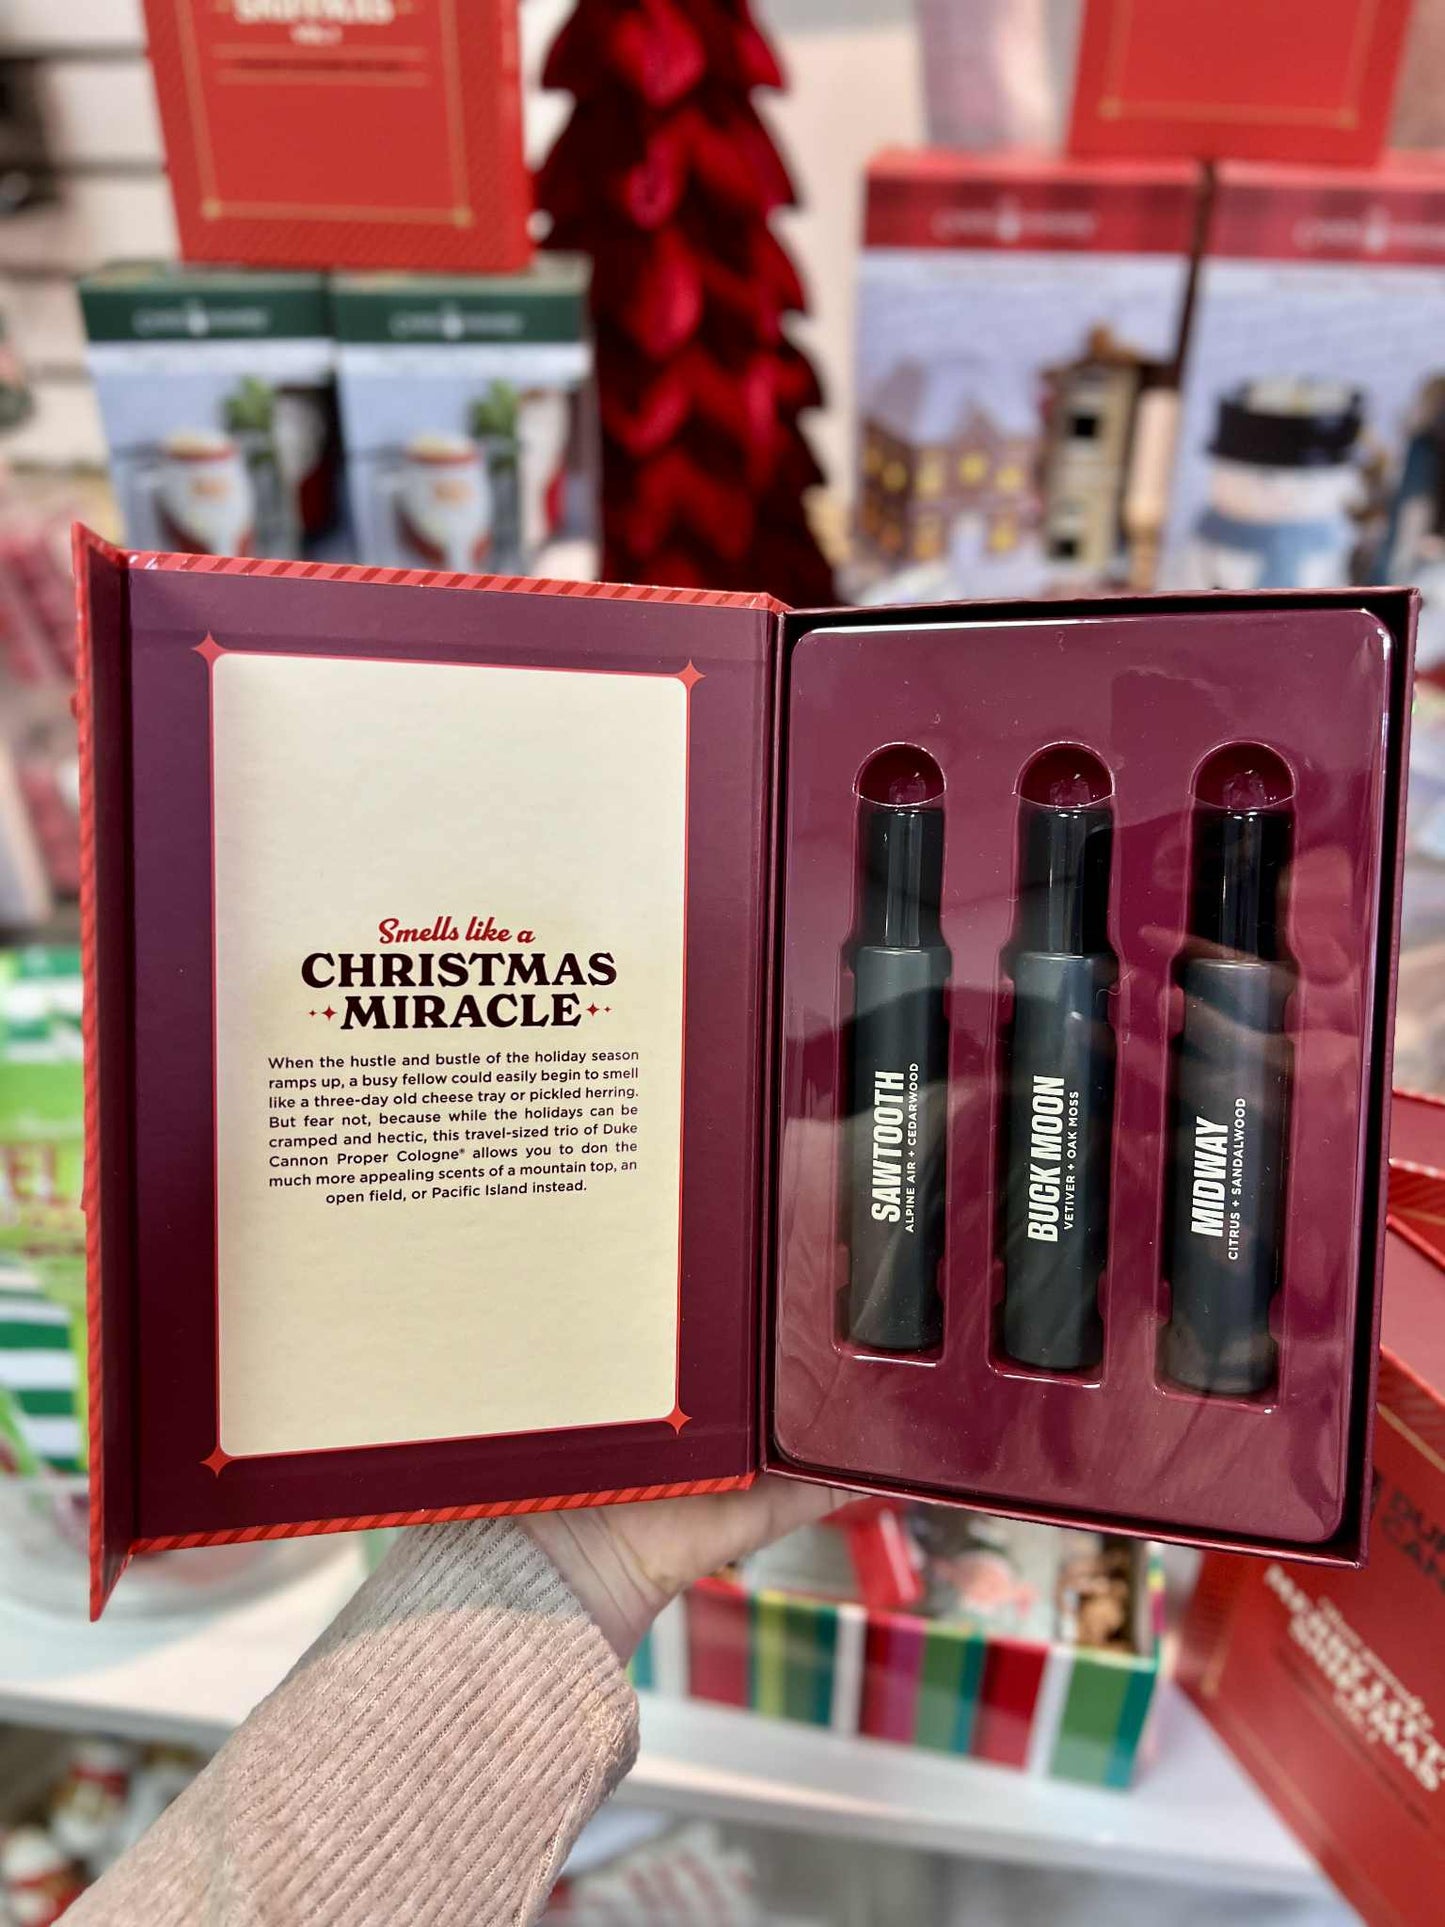 Smells like a
CHRISTMAS
MIRACLE
When the hustle and bustle of the holiday season
ramps up, a busy fellow could easily begin to smell
like a three-day old cheese tray or pickled herring.
But fear not, because while the holidays can be
cramped and hectic, this travel-sized trio of Duke
Cannon Proper Cologne® allows you to don the
much more appealing scents of a mountain top, an
open field, or Pacific Island instead.
SAWTOOTH
ALPINE AIR + CEDARWOOD
BUCK MOON
VETIVER + OAK MOSS
MIDWAY
CITRUS + SANDALWOOD